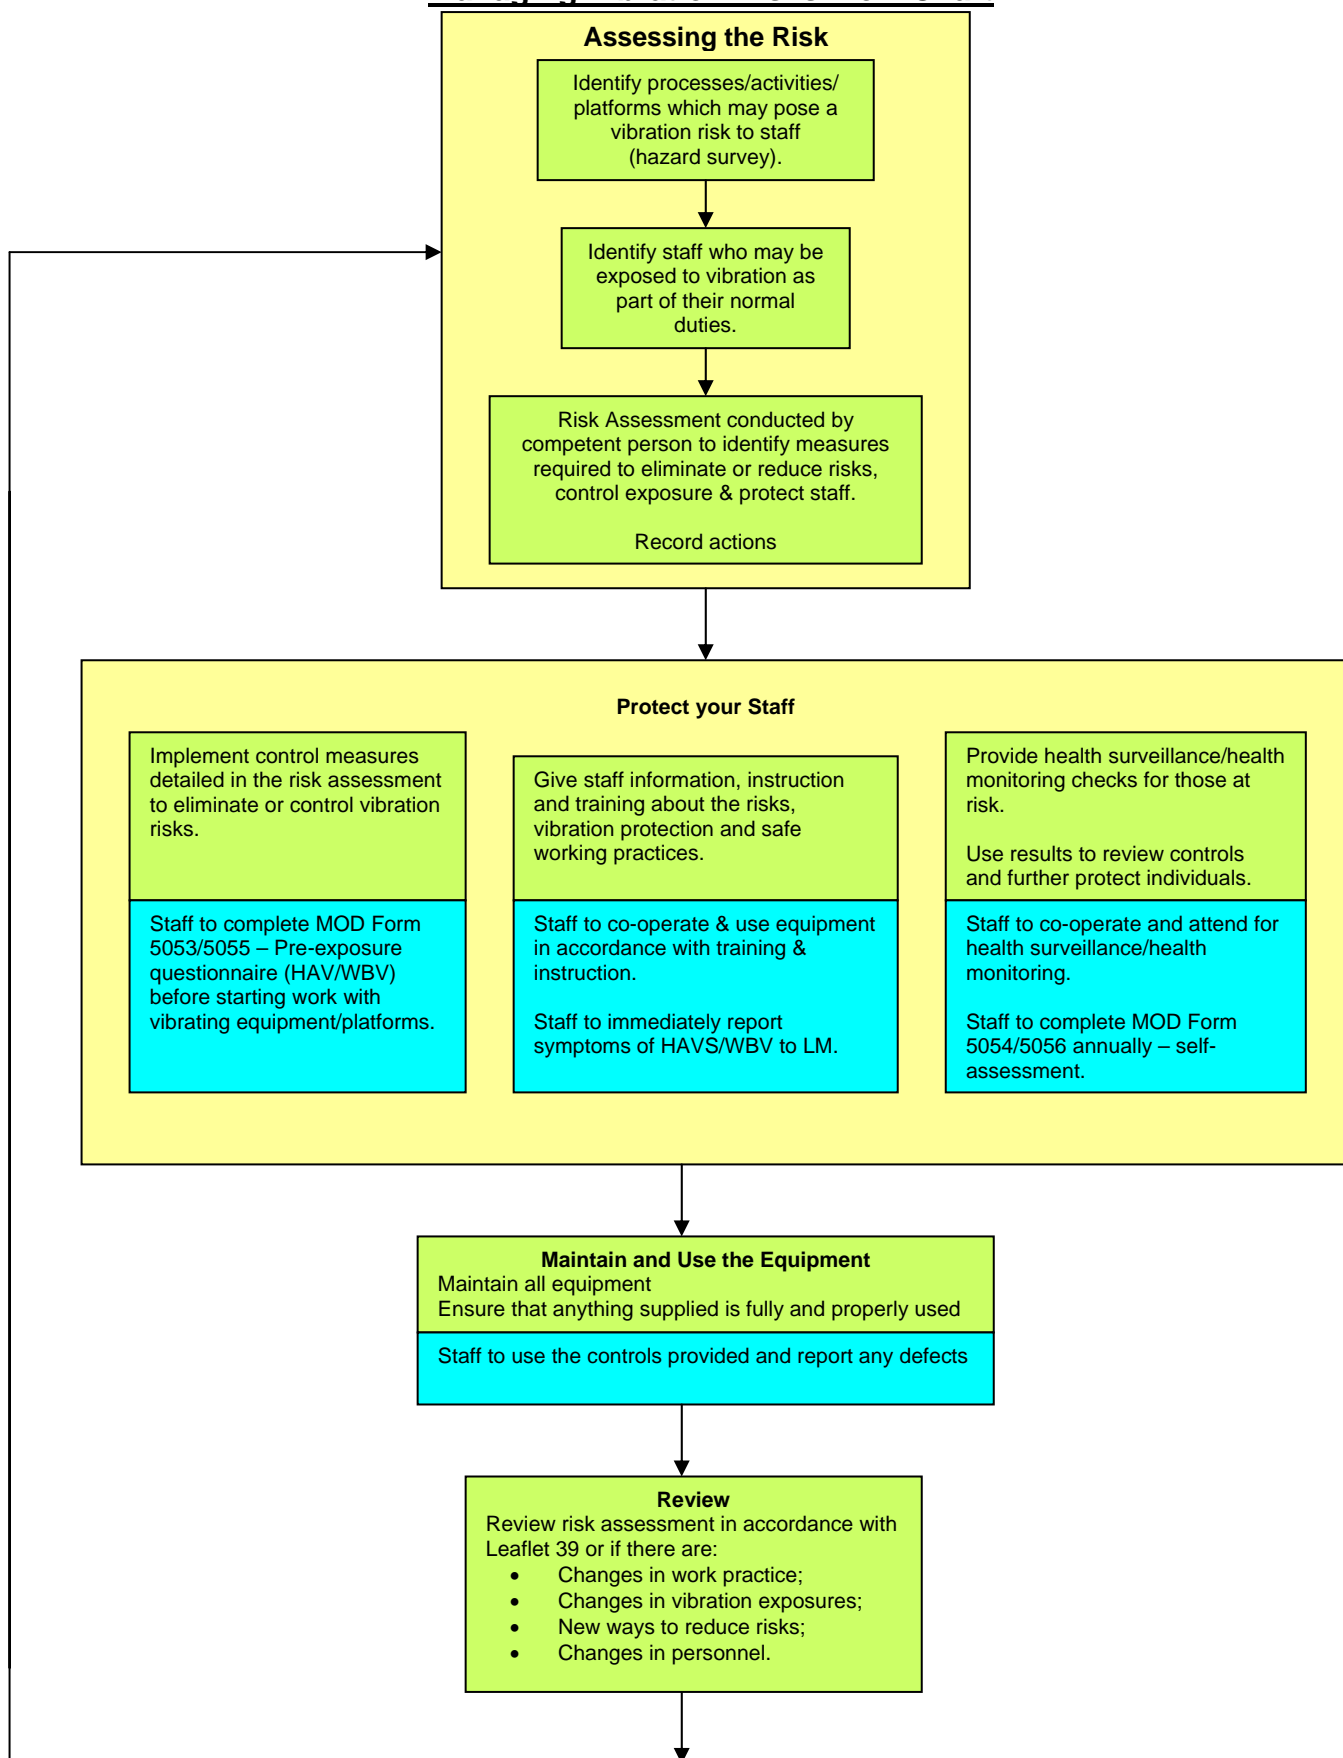 Assessing the Risk
Identify processes/activities/
platforms which may pose a
vibration risk to staff
(hazard survey).
Identify staff who may be
exposed to vibration as
part of their normal
duties.
Risk Assessment conducted by
competent person to identify measures
required to eliminate or reduce risks,
control exposure & protect staff.
Record actions
Protect your Staff
Implement control measures
detailed in the risk assessment
to eliminate or control vibration
risks.
Staff to complete MOD Form
5053/5055 – Pre-exposure
questionnaire (HAV/WBV)
before starting work with
vibrating equipment/platforms.
Give staff information, instruction
and training about the risks,
vibration protection and safe
working practices.
Staff to co-operate & use equipment
in accordance with training &
instruction.
Staff to immediately report
symptoms of HAVS/WBV to LM.
Provide health surveillance/health
monitoring checks for those at
risk.
Use results to review controls
and further protect individuals.
Staff to co-operate and attend for
health surveillance/health
monitoring.
Staff to complete MOD Form
5054/5056 annually – self-
assessment.
Maintain and Use the Equipment
Maintain all equipment
Ensure that anything supplied is fully and properly used
Staff to use the controls provided and report any defects
Review
Review risk assessment in accordance with
Leaflet 39 or if there are:
• Changes in work practice;
• Changes in vibration exposures;
• New ways to reduce risks;
• Changes in personnel.